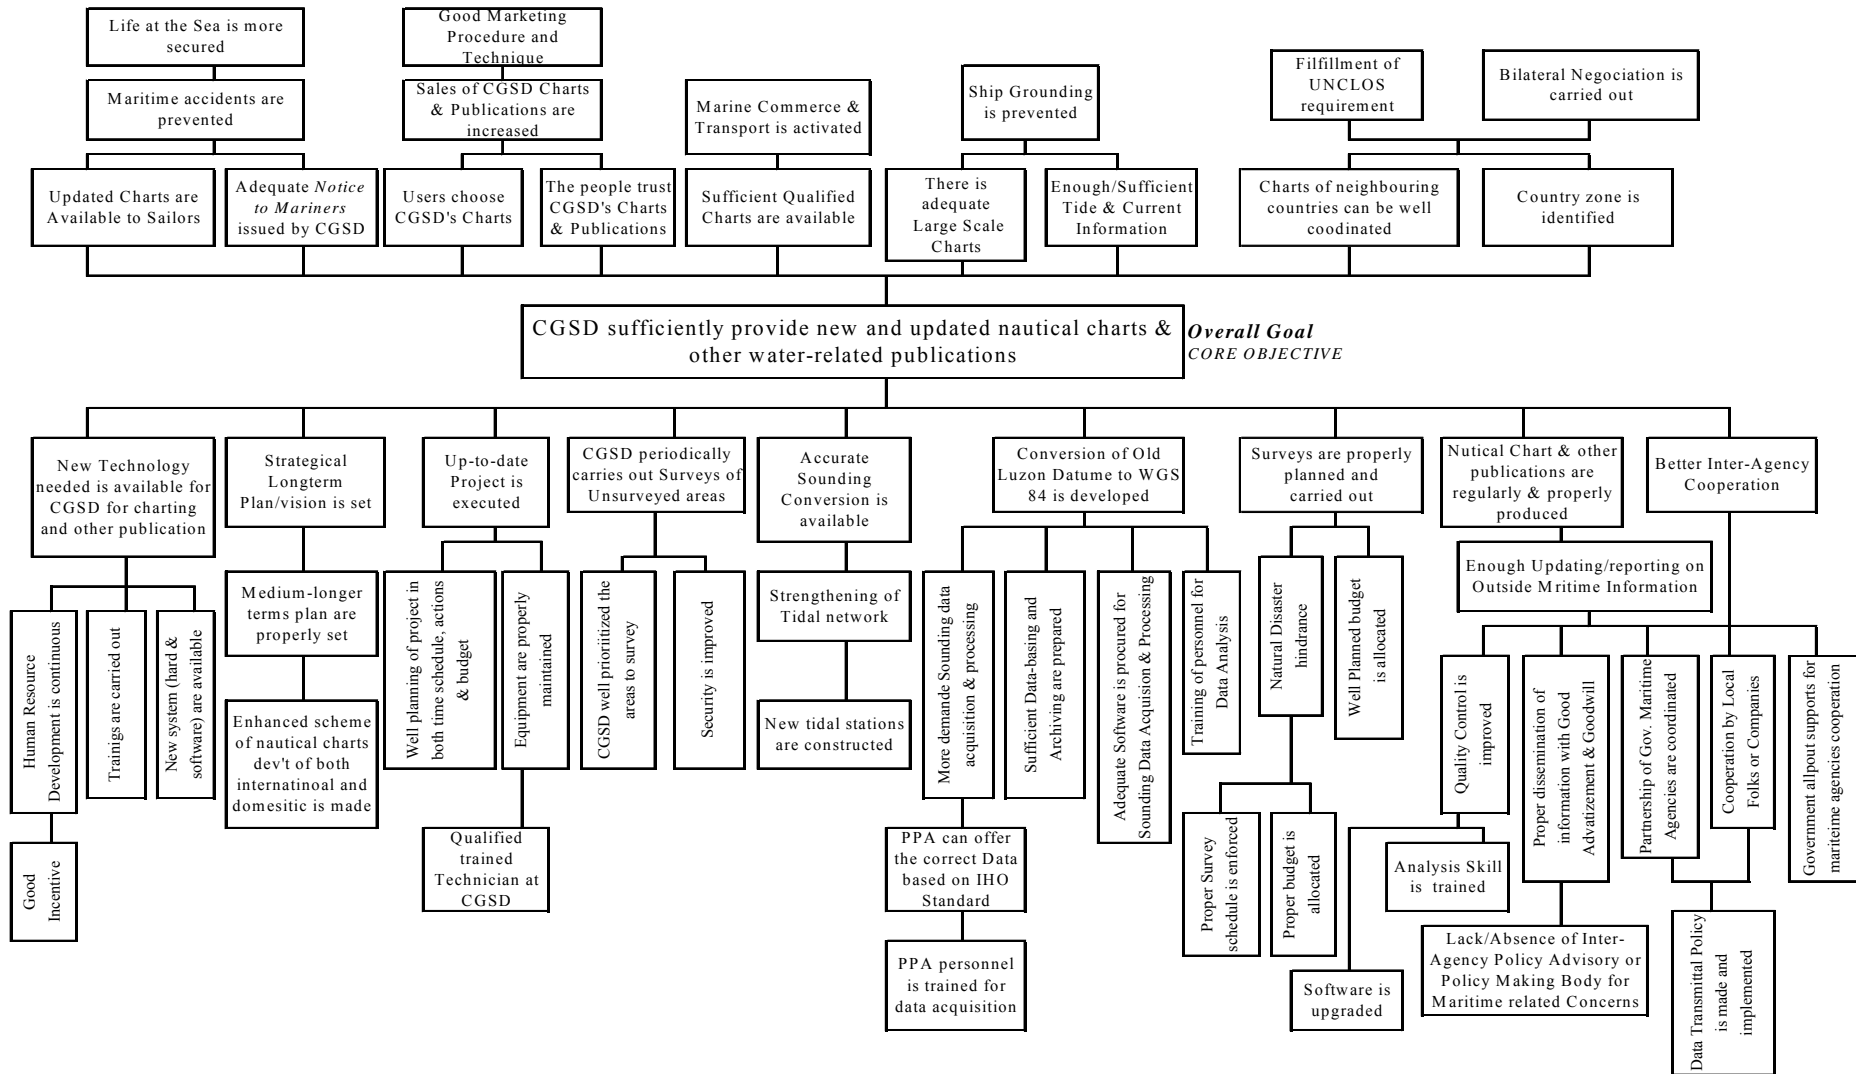 Life at the Sea is more
secured
Good Marketing
Procedure and
Technique
Maritime accidents are
prevented
Sales of CGSD Charts
& Publications are
increased
Marine Commerce &
Transport is activated
Ship Grounding
is prevented
Filfillment of
UNCLOS
requirement
Bilateral Negociation is
carried out
Updated Charts are
Available to Sailors
Adequate Notice
to Mariners
issued by CGSD
Users choose
CGSD's Charts
The people trust
CGSD's Charts
& Publications
Sufficient Qualified
Charts are available
There is
adequate
Large Scale
Charts
Enough/Sufficient
Tide & Current
Information
Charts of neighbouring
countries can be well
coodinated
Country zone is
identified
CGSD sufficiently provide new and updated nautical charts &
other water-related publications
Overall Goal
CORE OBJECTIVE
New Technology
needed is available for
CGSD for charting
and other publication
Strategical
Longterm
Plan/vision is set
Up-to-date
Project is
executed
CGSD periodically
carries out Surveys of
Unsurveyed areas
Accurate
Sounding
Conversion is
available
Conversion of Old
Luzon Datume to WGS
84 is developed
Surveys are properly
planned and
carried out
Nutical Chart & other
publications are
regularly & properly
produced
Better Inter-Agency
Cooperation
Human Resource
Development is continuous
Trainigs are carried out
New system (hard &
software) are available
Medium-longer
terms plan are
properly set
Well planning of project in
both time schedule, actions
& budget
Equipment are properly
maintained
CGSD well prioritized the
areas to survey
Security is improved
Strengthening of
Tidal network
More demande Sounding data
acquisition & processing
Sufficient Data-basing and
Archiving are prepared
Adequate Software is procured for
Sounding Data Acquision & Processing
Training of personnel for
Data Analysis
Natural Disaster
hindrance
Well Planned budget
is allocated
Enough Updating/reporting on
Outside Mritime Information
Quality Control is
improved
Proper dissemination of
information with Good
Advatizement & Goodwill
Partnership of Gov. Maritime
Agencies are coordinated
Cooperation by Local
Folks or Companies
Government allpout supports for
mariteime agencies cooperation
Enhanced scheme
of nautical charts
dev't of both
internatinoal and
domesitic is made
New tidal stations
are constructed
Good
Incentive
Qualified
trained
Technician at
CGSD
PPA can offer
the correct Data
based on IHO
Standard
Proper Survey
schedule is enforced
Proper budget is
allocated
Analysis Skill
is trained
PPA personnel
is trained for
data acquisition
Software is
upgraded
Lack/Absence of Inter-
Agency Policy Advisory or
Policy Making Body for
Maritime related Concerns
Data Transmittal Policy
is made and
implemented